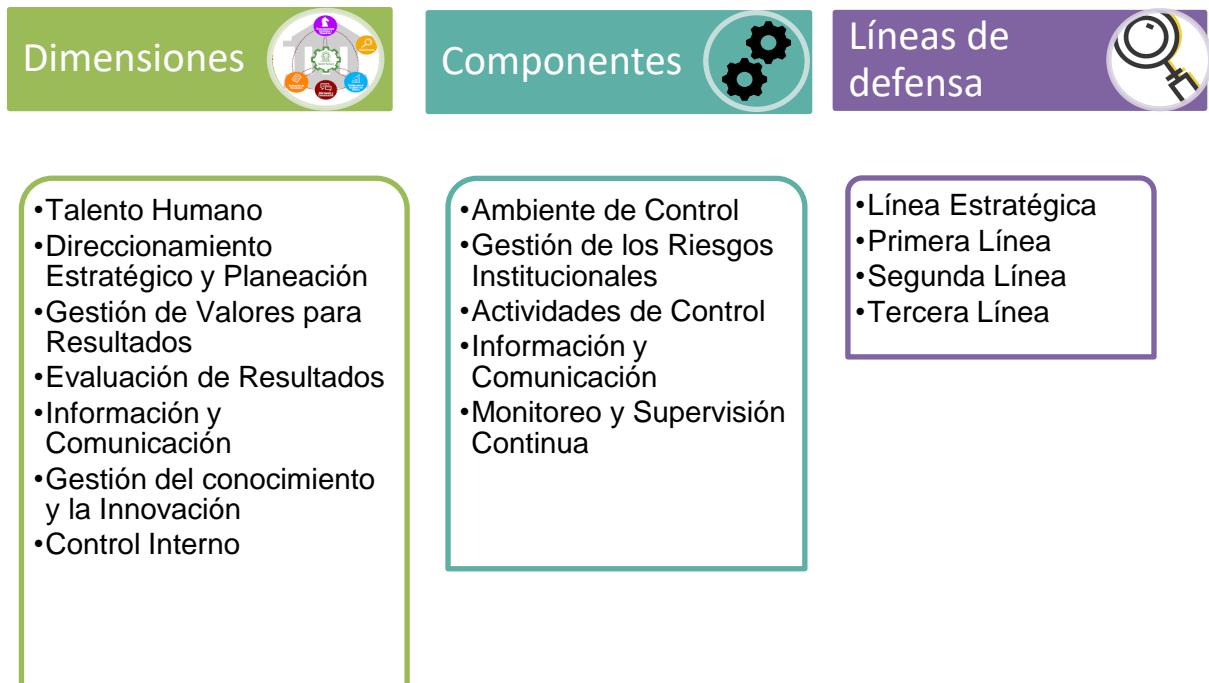 Dimensiones
•Talento Humano
•Direccionamiento
Estratégico y Planeación
•Gestión de Valores para
Resultados
•Evaluación de Resultados
•Información y
Comunicación
•Gestión del conocimiento
y la Innovación
•Control Interno
Componentes
•Ambiente de Control
•Gestión de los Riesgos
Institucionales
•Actividades de Control
•Información y
Comunicación
•Monitoreo y Supervisión
Continua
Líneas de
defensa
•Línea Estratégica
•Primera Línea
•Segunda Línea
•Tercera Línea